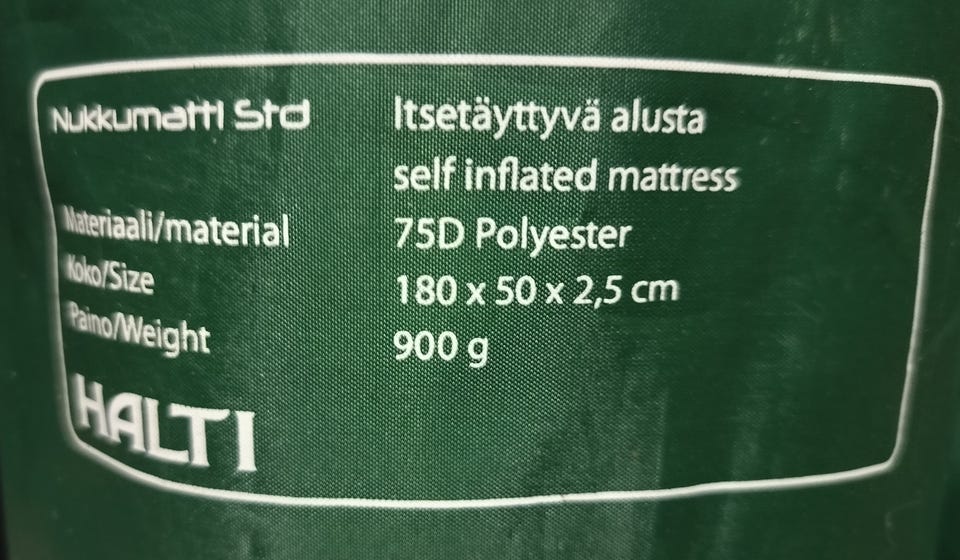 Nukkumatti Std Itsetäyttyvä alusta
self inflated mattress
Materiaali/material 75D Polyester
Koko/Size 180 x 50 x 2,5 cm
Paino/Weight 900 g
HALTI